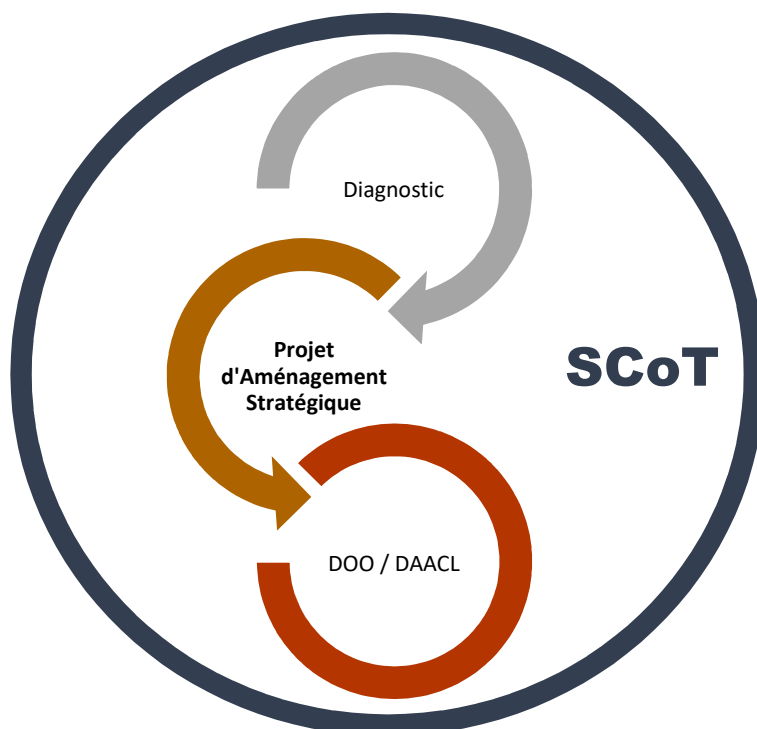 Diagnostic
Projet
d'Aménagement
Stratégique
SCoT
DOO / DAACL